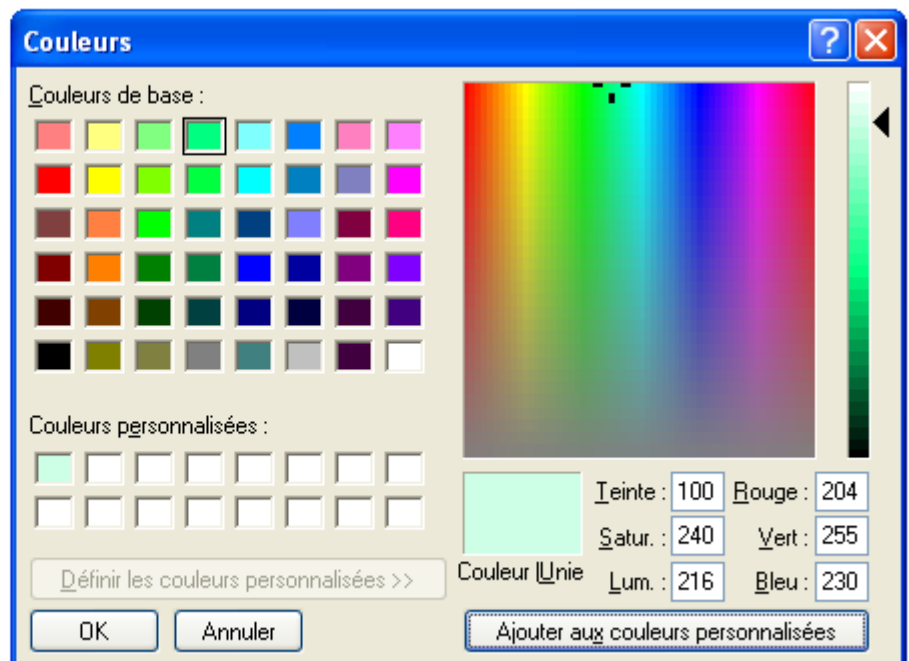 Couleurs
Couleurs de base :
Couleurs personnalisées :
Définir les couleurs personnalisées >>
OK Annuler
Teinte : 100 Rouge : 204
Satur. : 240 Vert : 255
Couleur |Unie Lum. : 216 Bleu : 230
Ajouter aux couleurs personnalisées